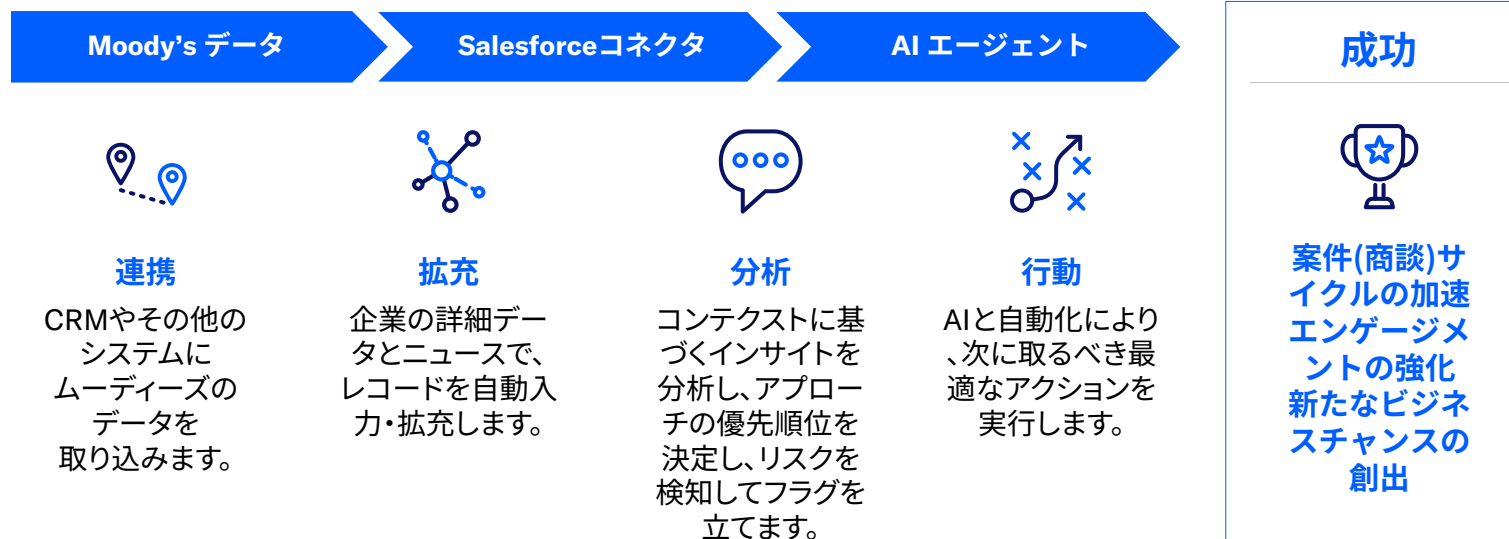 Moody's データ
Salesforceコネクタ
AI エージェント
成功
連携
CRMやその他の
システムに
ムーディーズの
データを
取り込みます。
拡充
企業の詳細デー
タとニュースで、
レコードを自動入
力・拡充します。
分析
コンテクストに基
づくインサイトを
分析し、アプロー
チの優先順位を
決定し、リスクを
検知してフラグを
立てます。
行動
AIと自動化により
、次に取るべき最
適なアクションを
実行します。
案件(商談)サ
イクルの加速
エンゲージメ
ントの強化
新たなビジネ
スチャンスの
創出